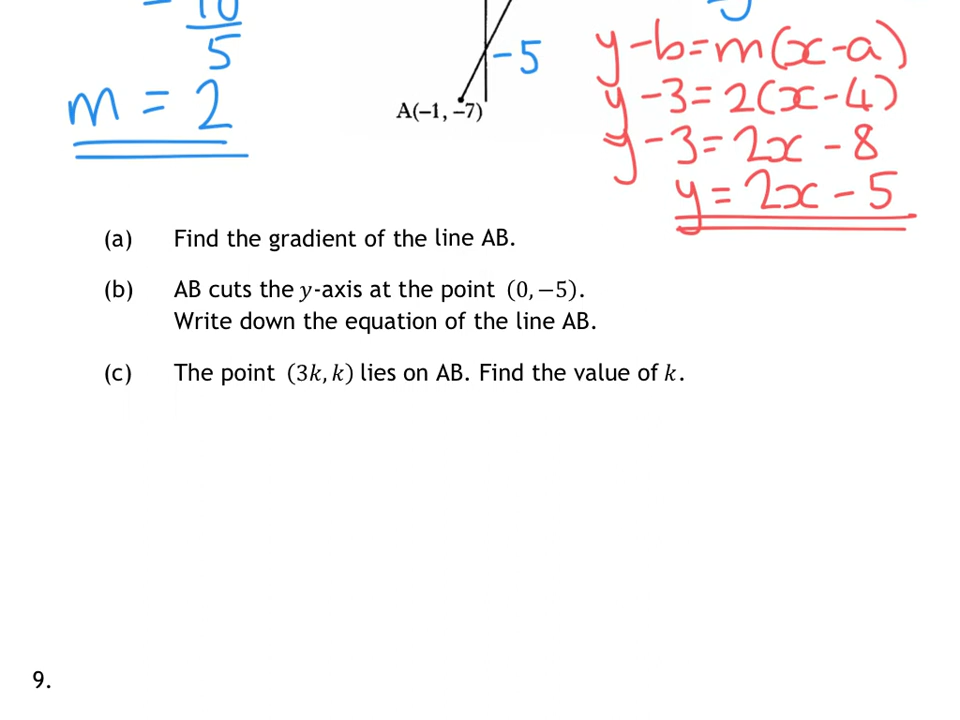 10
5
m = 2
-5
A(–1, –7)
y-b=m(x-a)
y-3=2(x-4)
y-3=2x-8
y=2x-5
(a) Find the gradient of the line AB.
(b) AB cuts the y-axis at the point (0, −5).
Write down the equation of the line AB.
(c) The point (3k, k) lies on AB. Find the value of k.
9.